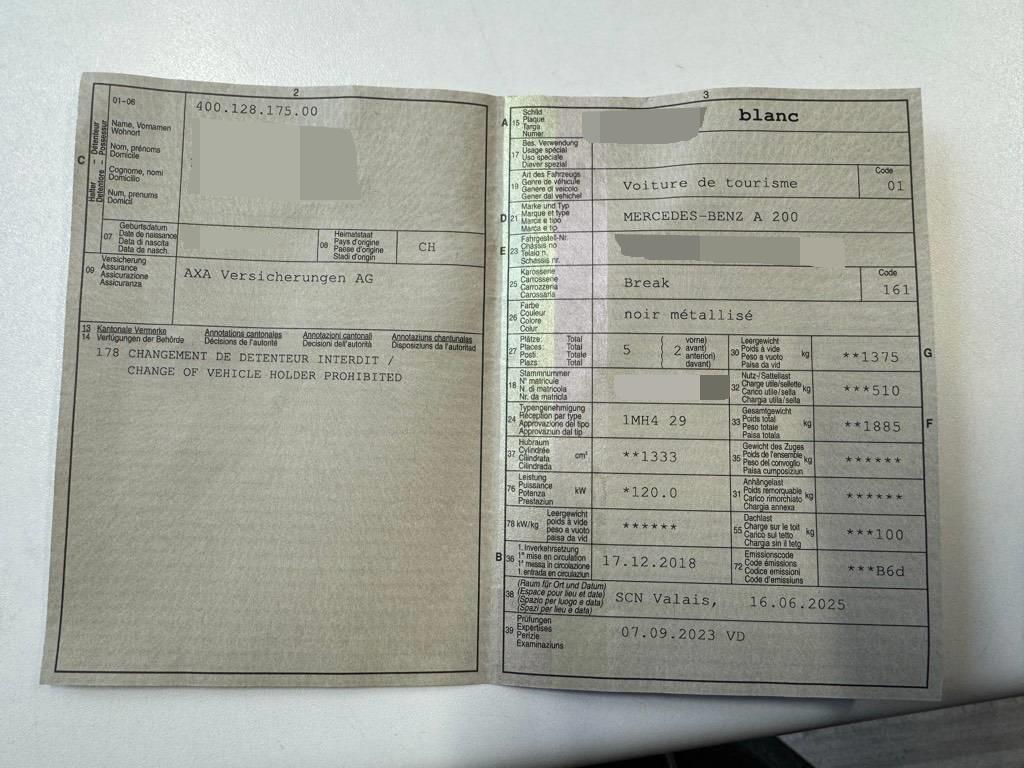 2
01-06
400.128.175.00
C
Halter Détenteur
Detentore Possessur
Name, Vornamen
Wohnort
Nom, prénoms
Domicile
Cognome, nomi
Domicilio
Num, prenums
Domicil
07
Geburtsdatum
Date de naissance
Data di nascita
Data da nasch.
08
Heimatstaat
Pays d'origine
Paese d'origine
Stadi d'origin
CH
09
Versicherung
Assurance
Assicurazione
Assicuranza
AXA Versicherungen AG
13 Kantonale Vermerke Annotations cantonales Annotazioni cantonali Annotaziuns chantunalas
14 Verfügungen der Behörde Décisions de l'autorité Decisioni dell'autorità Disposiziuns da l'autoritad
178 CHANGEMENT DE DETENTEUR INTERDIT /
CHANGE OF VEHICLE HOLDER PROHIBITED
3
A 15
Schild
Plaque
Targa
Numer
blanc
17
Bes. Verwendung
Usage spécial
Uso speciale
Diever spezial
19
Art des Fahrzeugs
Genre de véhicule
Genere di veicolo
Gener dal vehichel
Voiture de tourisme
Code
01
D 21
Marke und Typ
Marque et type
Marca e tipo
Marca e tip
MERCEDES-BENZ A 200
E 23
Fahrgestell-Nr.
Châssis no
Telaio n.
Schassis nr.
25
Karosserie
Carrosserie
Carrozzeria
Carossaria
Break
Code
161
26
Farbe
Couleur
Colore
Colur
noir métallisé
27
Plätze: Total
Places: Total
Posti: Totale
Plazs: Total
5
vorne)
avant)
anteriori)
davant)
( 2
30
Leergewicht
Poids à vide
Peso a vuoto
Paisa da vid
kg
**1375
G
18
Stammnummer
N° matricule
N. di matricola
Nr. da matricla
32
Nutz-/Sattellast
Charge utile/sellette
Carico utile/sella
Chargia utila/sella
kg
***510
24
Typengenehmigung
Réception par type
Approvazione del tipo
Approvaziun dal tip
1MH4 29
33
Gesamtgewicht
Poids total
Peso totale
Paisa totala
kg
**1885
F
37
Hubraum
Cylindrée
Cilindrata
Cilindrada
cm³
**1333
35
Gewicht des Zuges
Poids de l'ensemble
Peso del convoglio
Paisa cumposiziun
kg
******
76
Leistung
Puissance
Potenza
Prestaziun
kW
*120.0
31
Anhängelast
Poids remorquable
Carico rimorchiato
Chargia annexa
kg
******
78 kW/kg
Leergewicht
poids à vide
peso a vuoto
paisa da vid
******
55
Dachlast
Charge sur le toit
Carico sul tetto
Chargia sin il tetg
kg
***100
B 36
1. Inverkehrsetzung
1re mise en circulation
1a messa in circolazione
1. entrada en circulaziun
17.12.2018
72
Emissionscode
Code émissions
Codice emissioni
Code d'emissiuns
***B6d
38
(Raum für Ort und Datum)
(Espace pour lieu et date)
(Spazio per luogo e data)
(Spazi per lieu e data)
SCN Valais, 16.06.2025
39
Prüfungen
Expertises
Perizie
Examinaziuns
07.09.2023 VD